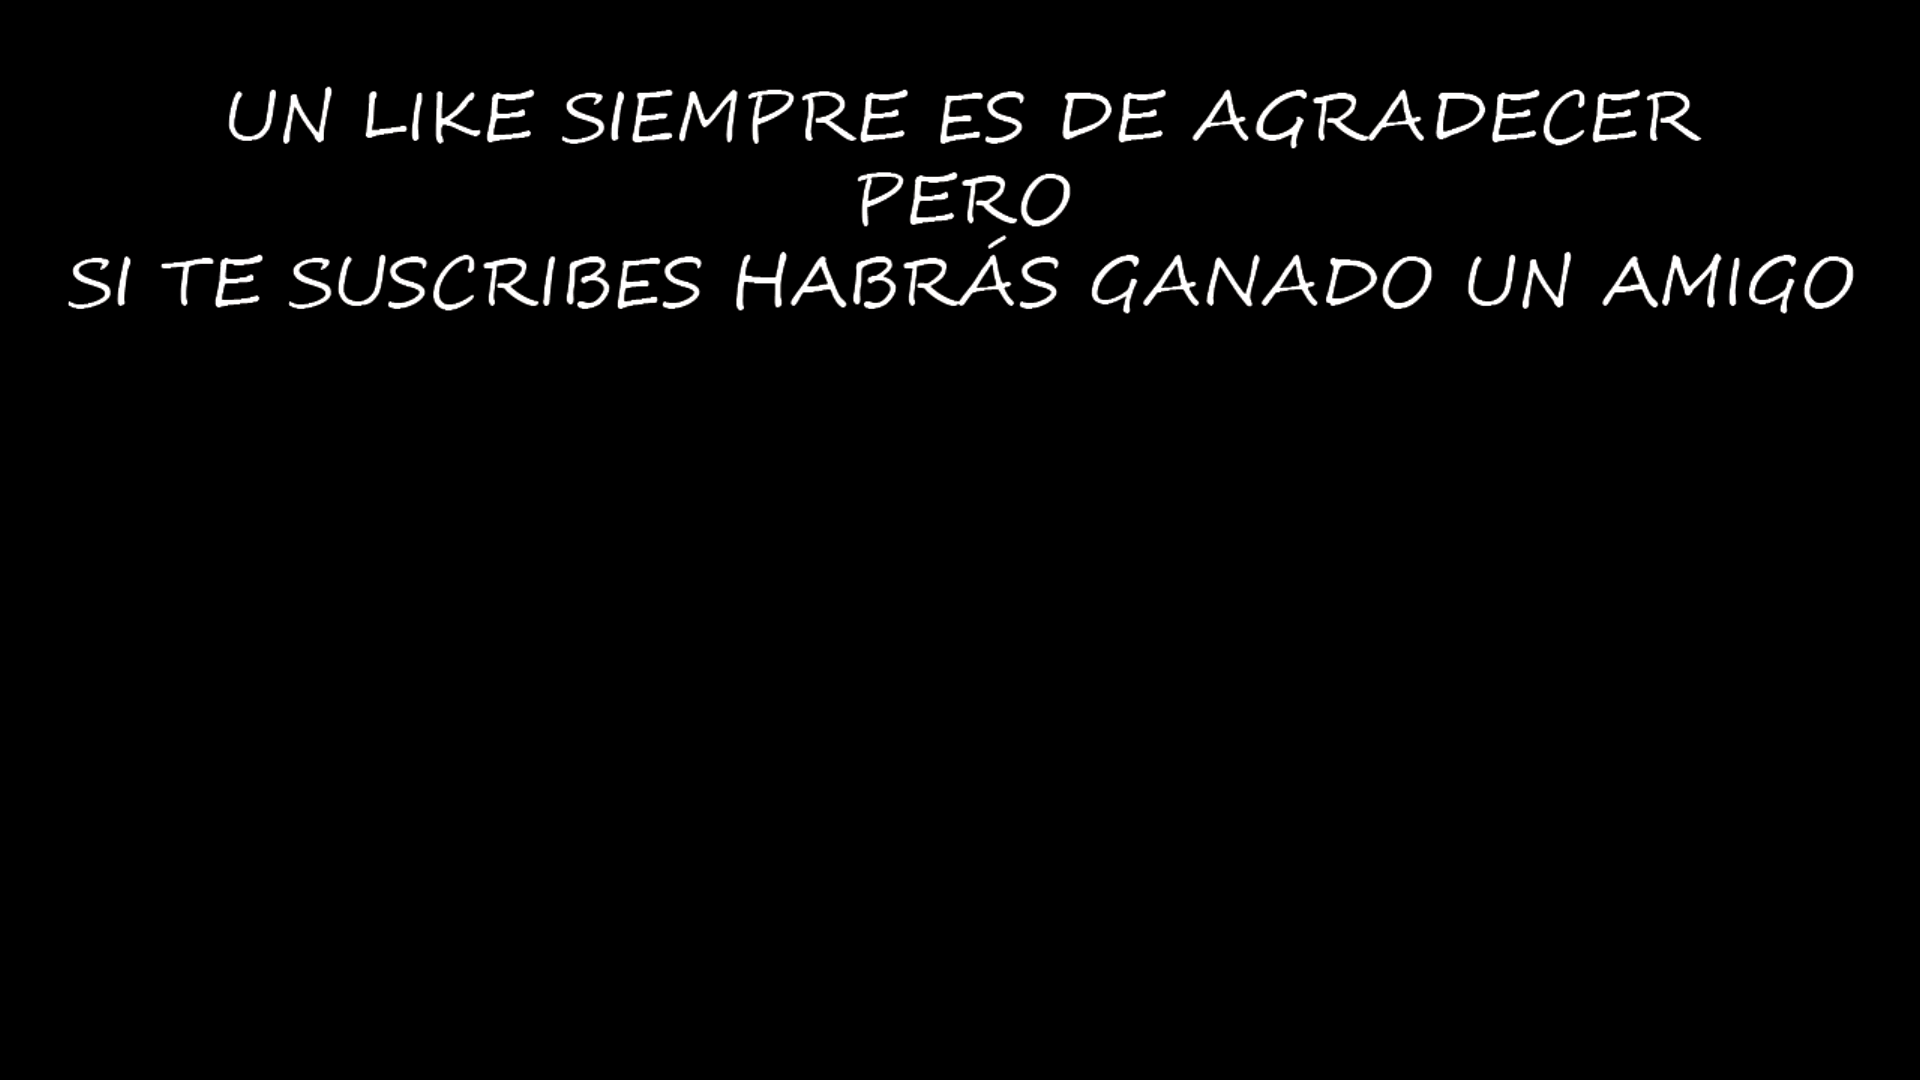 UN LIKE SIEMPRE ES DE AGRADECER
PERO
SI TE SUSCRIBES HABRÁS GANADO UN AMIGO